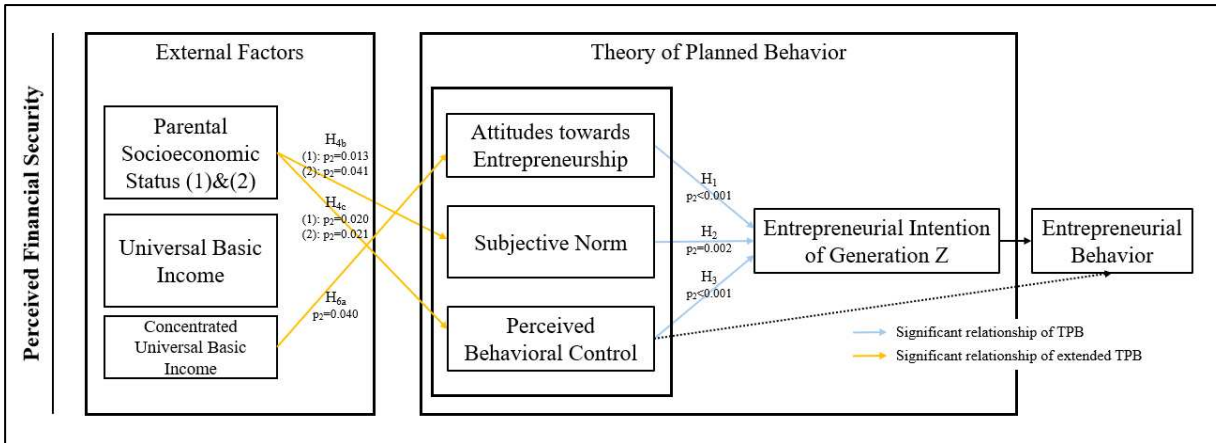 Perceived Financial Security
External Factors
Parental
Socioeconomic
Status (1)&(2)
Universal Basic
Income
Concentrated
Universal Basic
Income
H4b
(1): p2=0.013
(2): p2=0.041
H4c
(1): p2=0.020
(2): p2=0.021
H6a
p2=0.040
Theory of Planned Behavior
Attitudes towards
Entrepreneurship
Subjective Norm
Perceived
Behavioral Control
H1
p2<0.001
H2
p2=0.002
H3
p2<0.001
Entrepreneurial Intention
of Generation Z
Entrepreneurial
Behavior
Significant relationship of TPB
Significant relationship of extended TPB